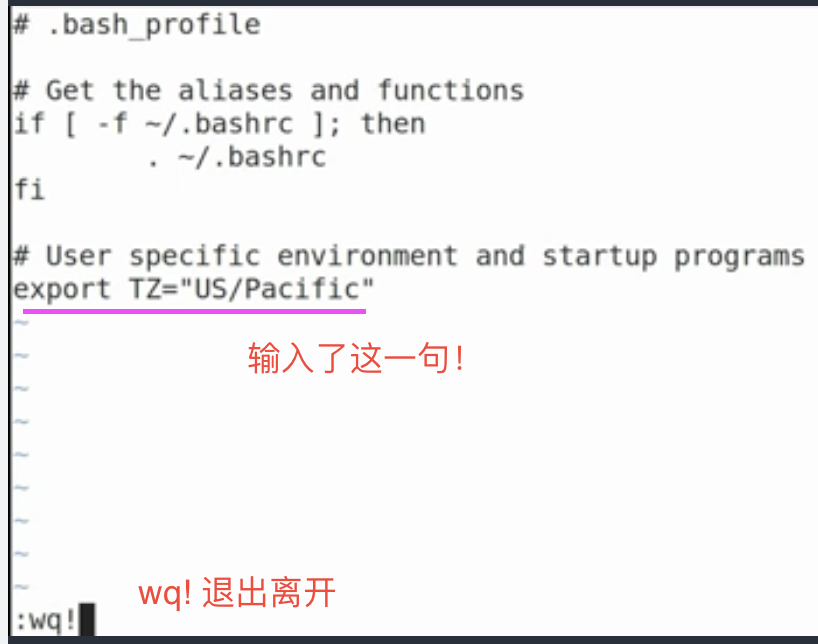 # .bash_profile
# Get the aliases and functions
if [ -f ~/.bashrc ]; then
        . ~/.bashrc
fi
# User specific environment and startup programs
export TZ="US/Pacific"
~
输入了这一句！
~
~
~
~
~
~
~
~
wq! 退出离开
:wq!